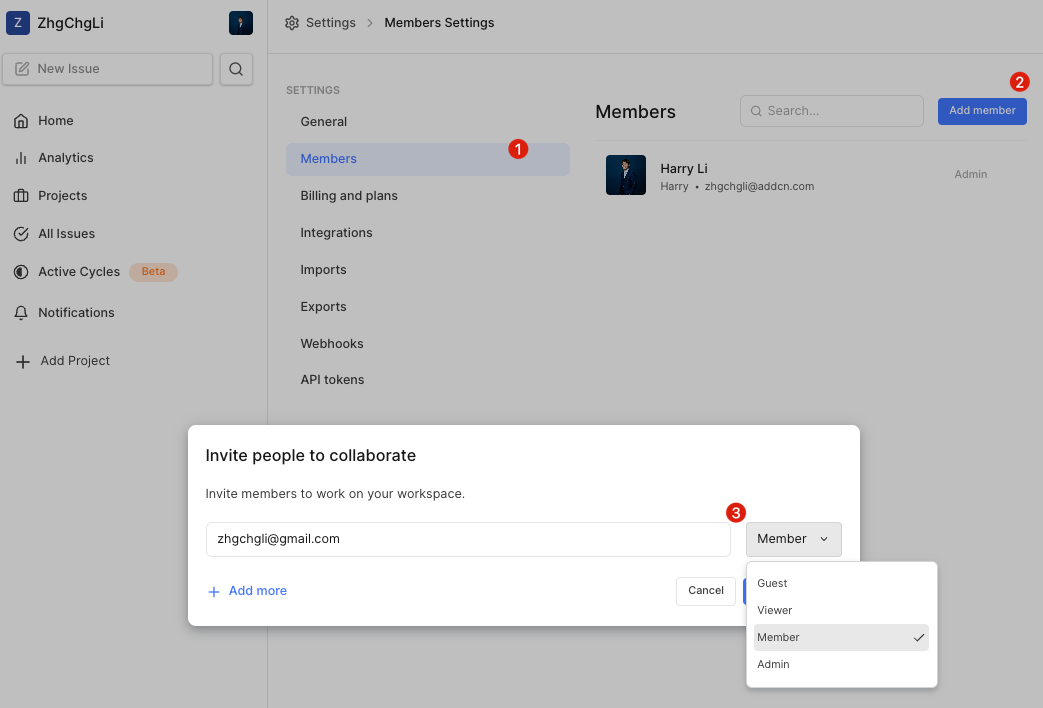 Z ZhgChgLi
New Issue
Home
Analytics
Projects
All Issues
Active Cycles Beta
Notifications
Add Project
Settings > Members Settings
SETTINGS
General
Members 1
Billing and plans
Integrations
Imports
Exports
Webhooks
API tokens
2
Members Search... Add member
Harry Li
Harry • zhgchgli@addcn.com
Admin
Invite people to collaborate
Invite members to work on your workspace.
3
zhgchgli@gmail.com Member
+ Add more Cancel
Guest
Viewer
Member
Admin